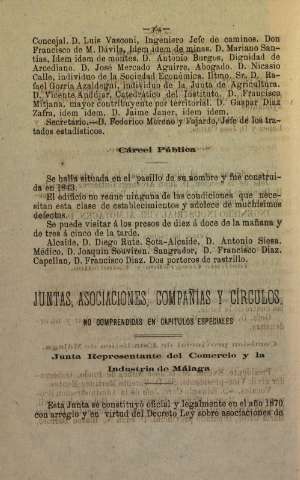 Concejal. D. Luis Vasconi, Ingeniero Jefe de caminos. Don
Francisco de M. Dávila, Idem idem de minas. D. Mariano San-
tias, Idem idem de montes. D. Antonio Burgos, Dignidad de
Arcediano. D. José Mercado Aguirre, Abogado. D. Nicasio
Calle, individuo de la Sociedad Económica. Iltmo. Sr. D. Ra-
fael Gorria Azaldegui, individuo de la Junta de Agricultura.
D. Vicente Andújar, Catedrático del Instituto. D. Francisco
Mitjana, mayor contribuyente por territorial. D. Gaspar Diaz
Zafra, idem idem. D. Jaime Janer, idem idem.
Secretario.—D. Federico Moreno y Fajardo, Jefe de los tra-
tados estadísticos.
Cárcel Pública
Se halla situada en el pasillo de su nombre y fué construi-
da en 1843.
El edificio no reune ninguna de las condiciones que nece-
sitan esta clase de establecimientos y adolece de muchísimos
defectos.
Se puede visitar á los presos de diez á doce de la mañana y
de tres á cinco de la tarde.
Alcaide, D. Diego Rute. Sota-Alcaide, D. Antonio Siesa.
Médico, D. Joaquin Souviron. Sangrador, D. Francisco Diaz.
Capellan, D. Francisco Diaz. Dos porteros de rastrillo.
JUNTAS, ASOCIACIONES, COMPAÑIAS Y CÍRCULOS,
NO COMPRENDIDAS EN CAPITULOS ESPECIALES
Junta Representante del Comercio y la
Industria de Málaga
Esta Junta se constituyó oficial y legalmente en el año 1870
con arreglo y en virtud del Decreto Ley sobre asociaciones de